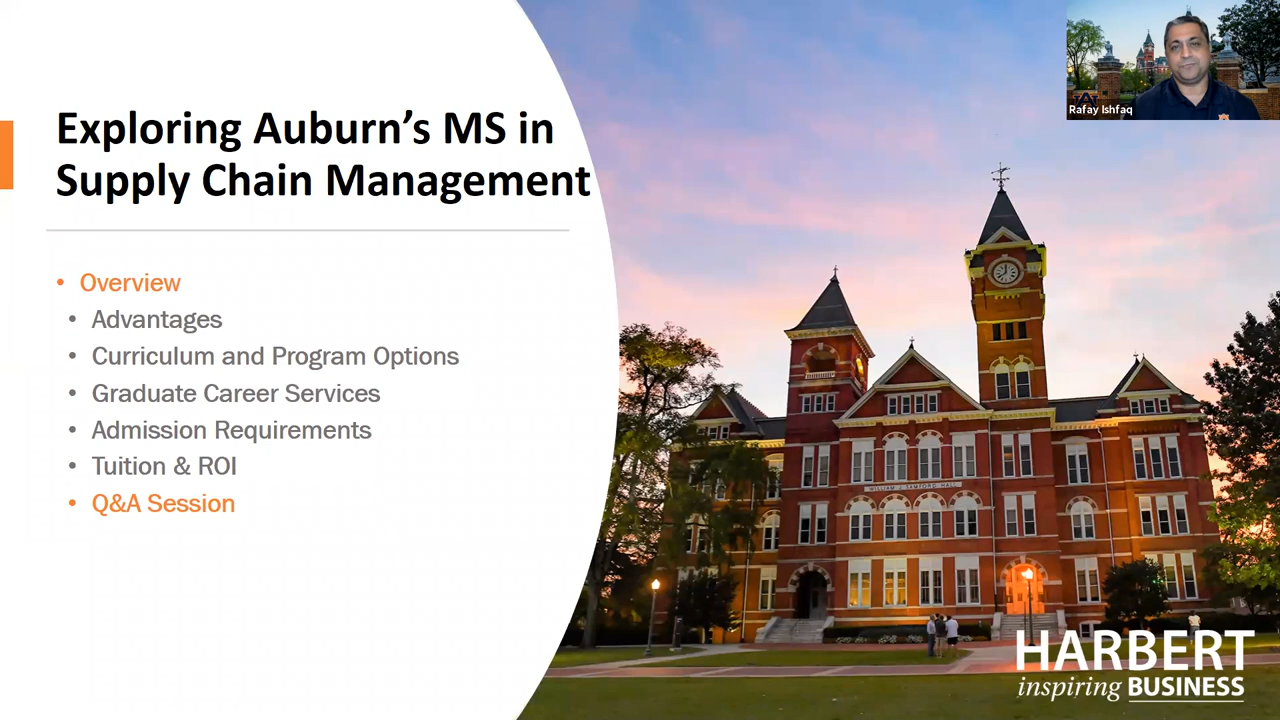 Exploring Auburn's MS in
Supply Chain Management
• Overview
• Advantages
• Curriculum and Program Options
• Graduate Career Services
• Admission Requirements
• Tuition & ROI
• Q&A Session
Rafay Ishfaq
WILLIAM J. SAMFORD HALL
HARBERT
inspiring BUSINESS